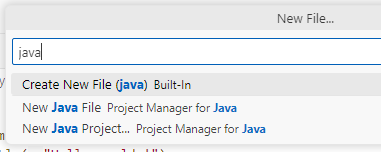 New File...
java
Create New File (java) Built-In
New Java File Project Manager for Java
New Java Project... Project Manager for Java